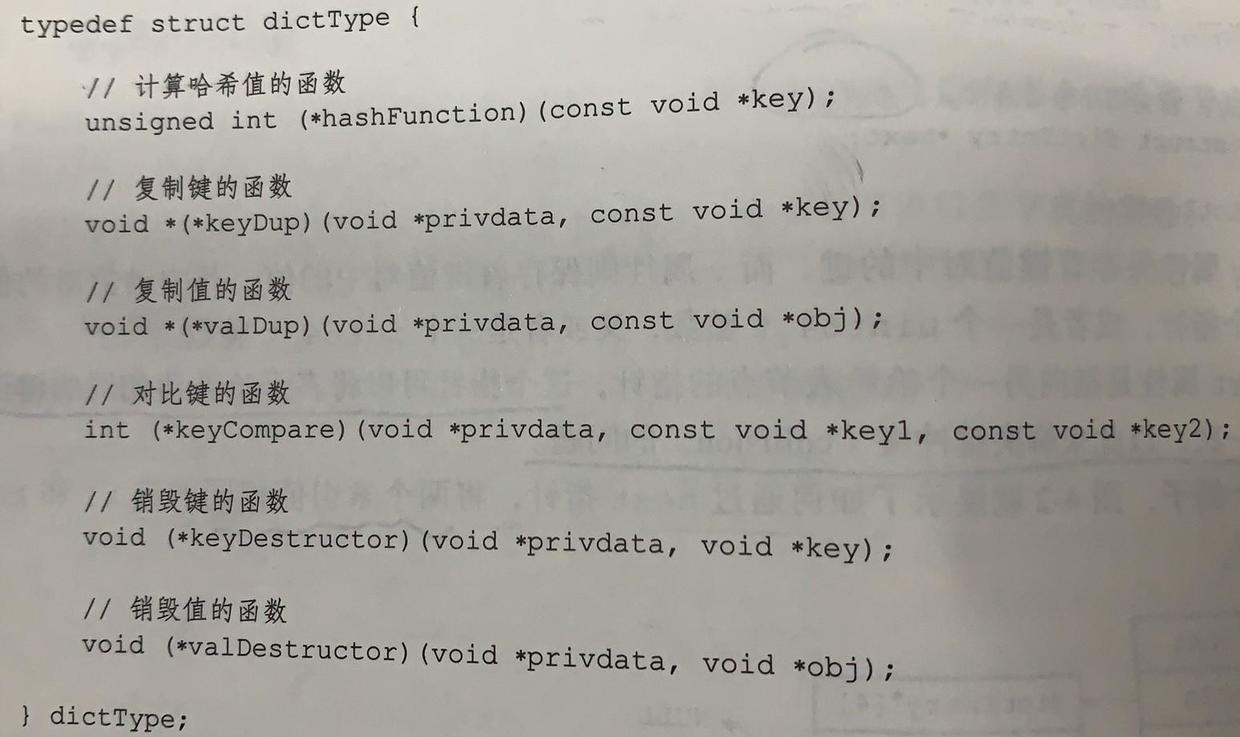 typedef struct dictType {
// 计算哈希值的函数
unsigned int (*hashFunction)(const void *key);
// 复制键的函数
void *(*keyDup)(void *privdata, const void *key);
// 复制值的函数
void *(*valDup)(void *privdata, const void *obj);
// 对比键的函数
int (*keyCompare)(void *privdata, const void *key1, const void *key2);
// 销毁键的函数
void (*keyDestructor)(void *privdata, void *key);
// 销毁值的函数
void (*valDestructor)(void *privdata, void *obj);
} dictType;